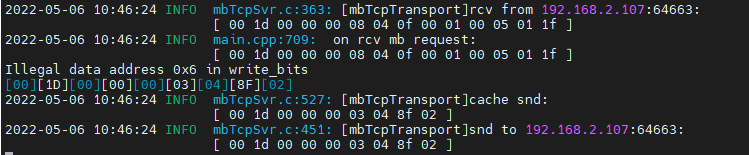 2022-05-06 10:46:24 INFO mbTcpSvr.c:363: [mbTcpTransport]rcv from 192.168.2.107:64663:
[ 00 1d 00 00 00 08 04 0f 00 01 00 05 01 1f ]
2022-05-06 10:46:24 INFO main.cpp:709: on rcv mb request:
[ 00 1d 00 00 00 08 04 0f 00 01 00 05 01 1f ]
Illegal data address 0x6 in write_bits
[00][1D][00][00][00][03][04][8F][02]
2022-05-06 10:46:24 INFO mbTcpSvr.c:527: [mbTcpTransport]cache snd:
[ 00 1d 00 00 00 03 04 8f 02 ]
2022-05-06 10:46:24 INFO mbTcpSvr.c:451: [mbTcpTransport]snd to 192.168.2.107:64663:
[ 00 1d 00 00 00 03 04 8f 02 ]